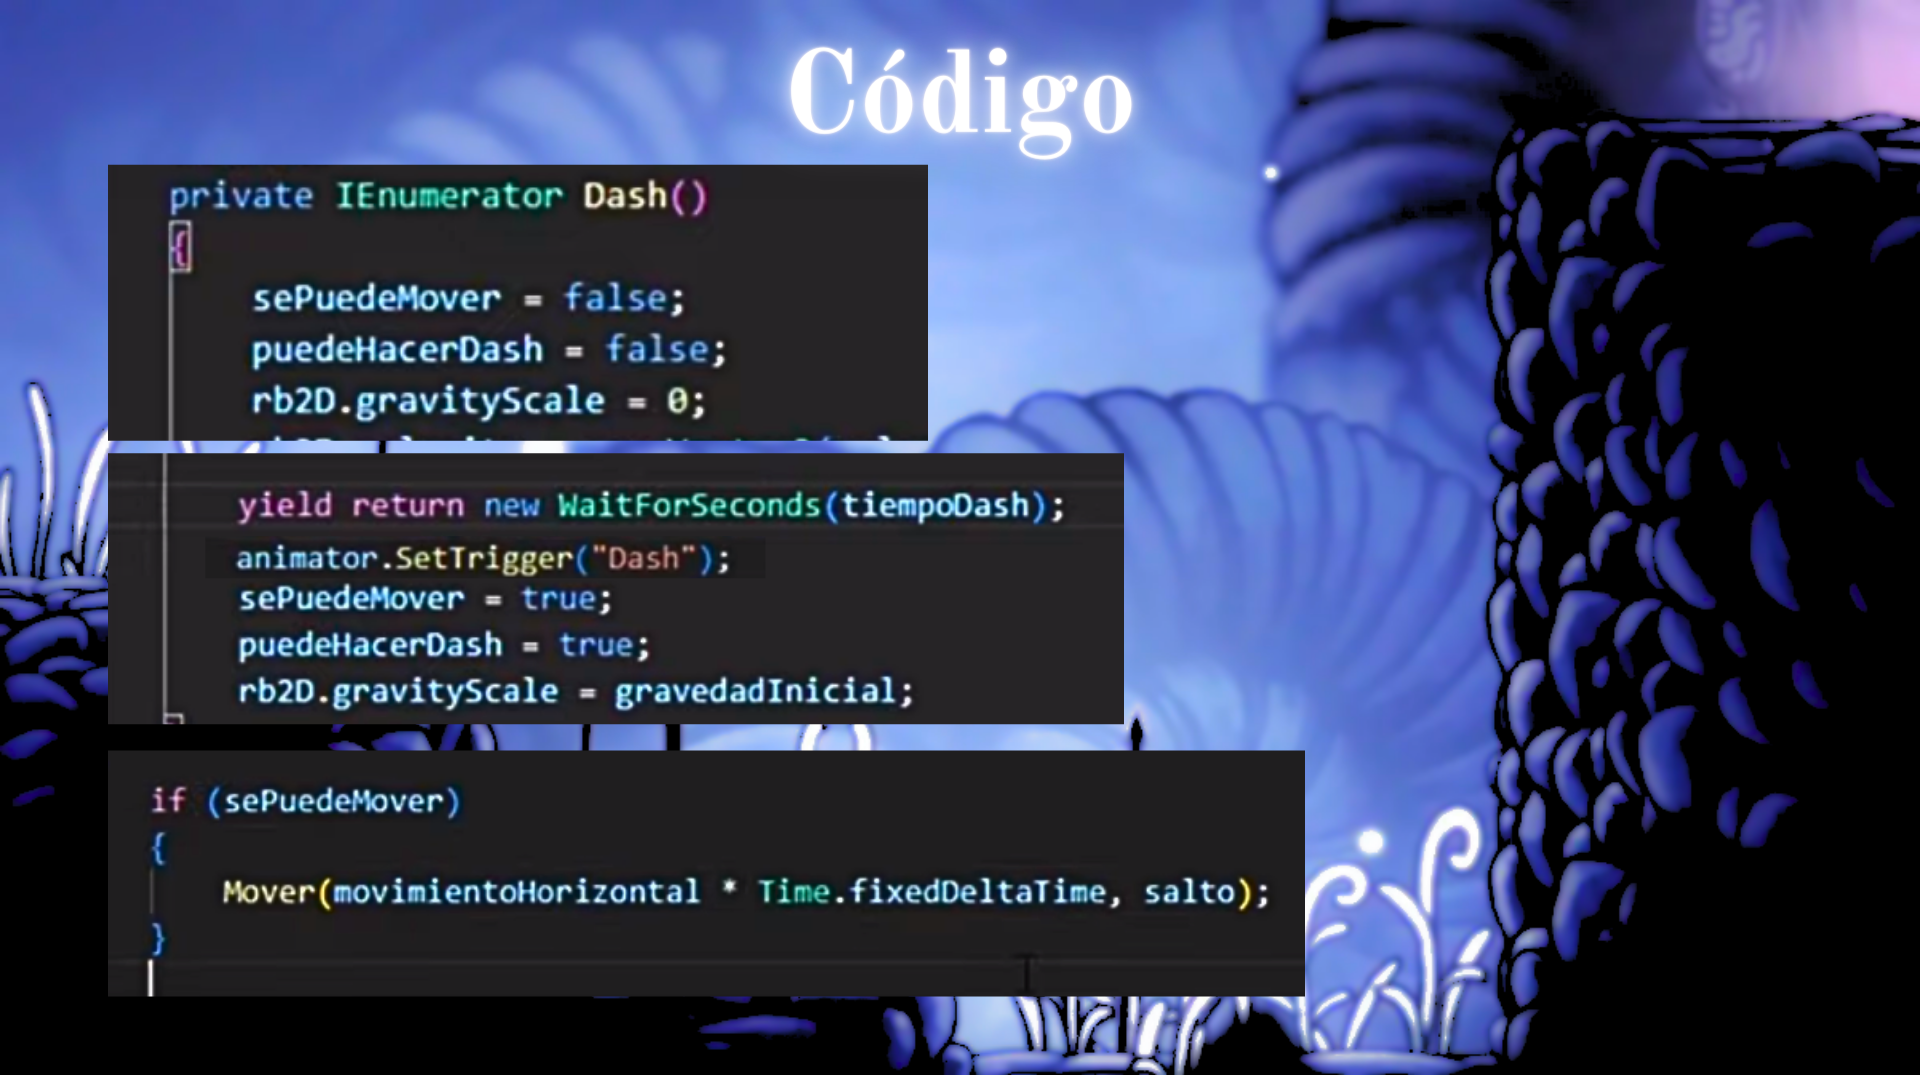 Código
private IEnumerator Dash()
{
sePuedeMover = false;
puedeHacerDash = false;
rb2D.gravityScale = 0;
yield return new WaitForSeconds(tiempoDash);
animator.SetTrigger("Dash");
sePuedeMover = true;
puedeHacerDash = true;
rb2D.gravityScale = gravedadInicial;
if (sePuedeMover)
{
Mover(movimientoHorizontal * Time.fixedDeltaTime, salto);
}